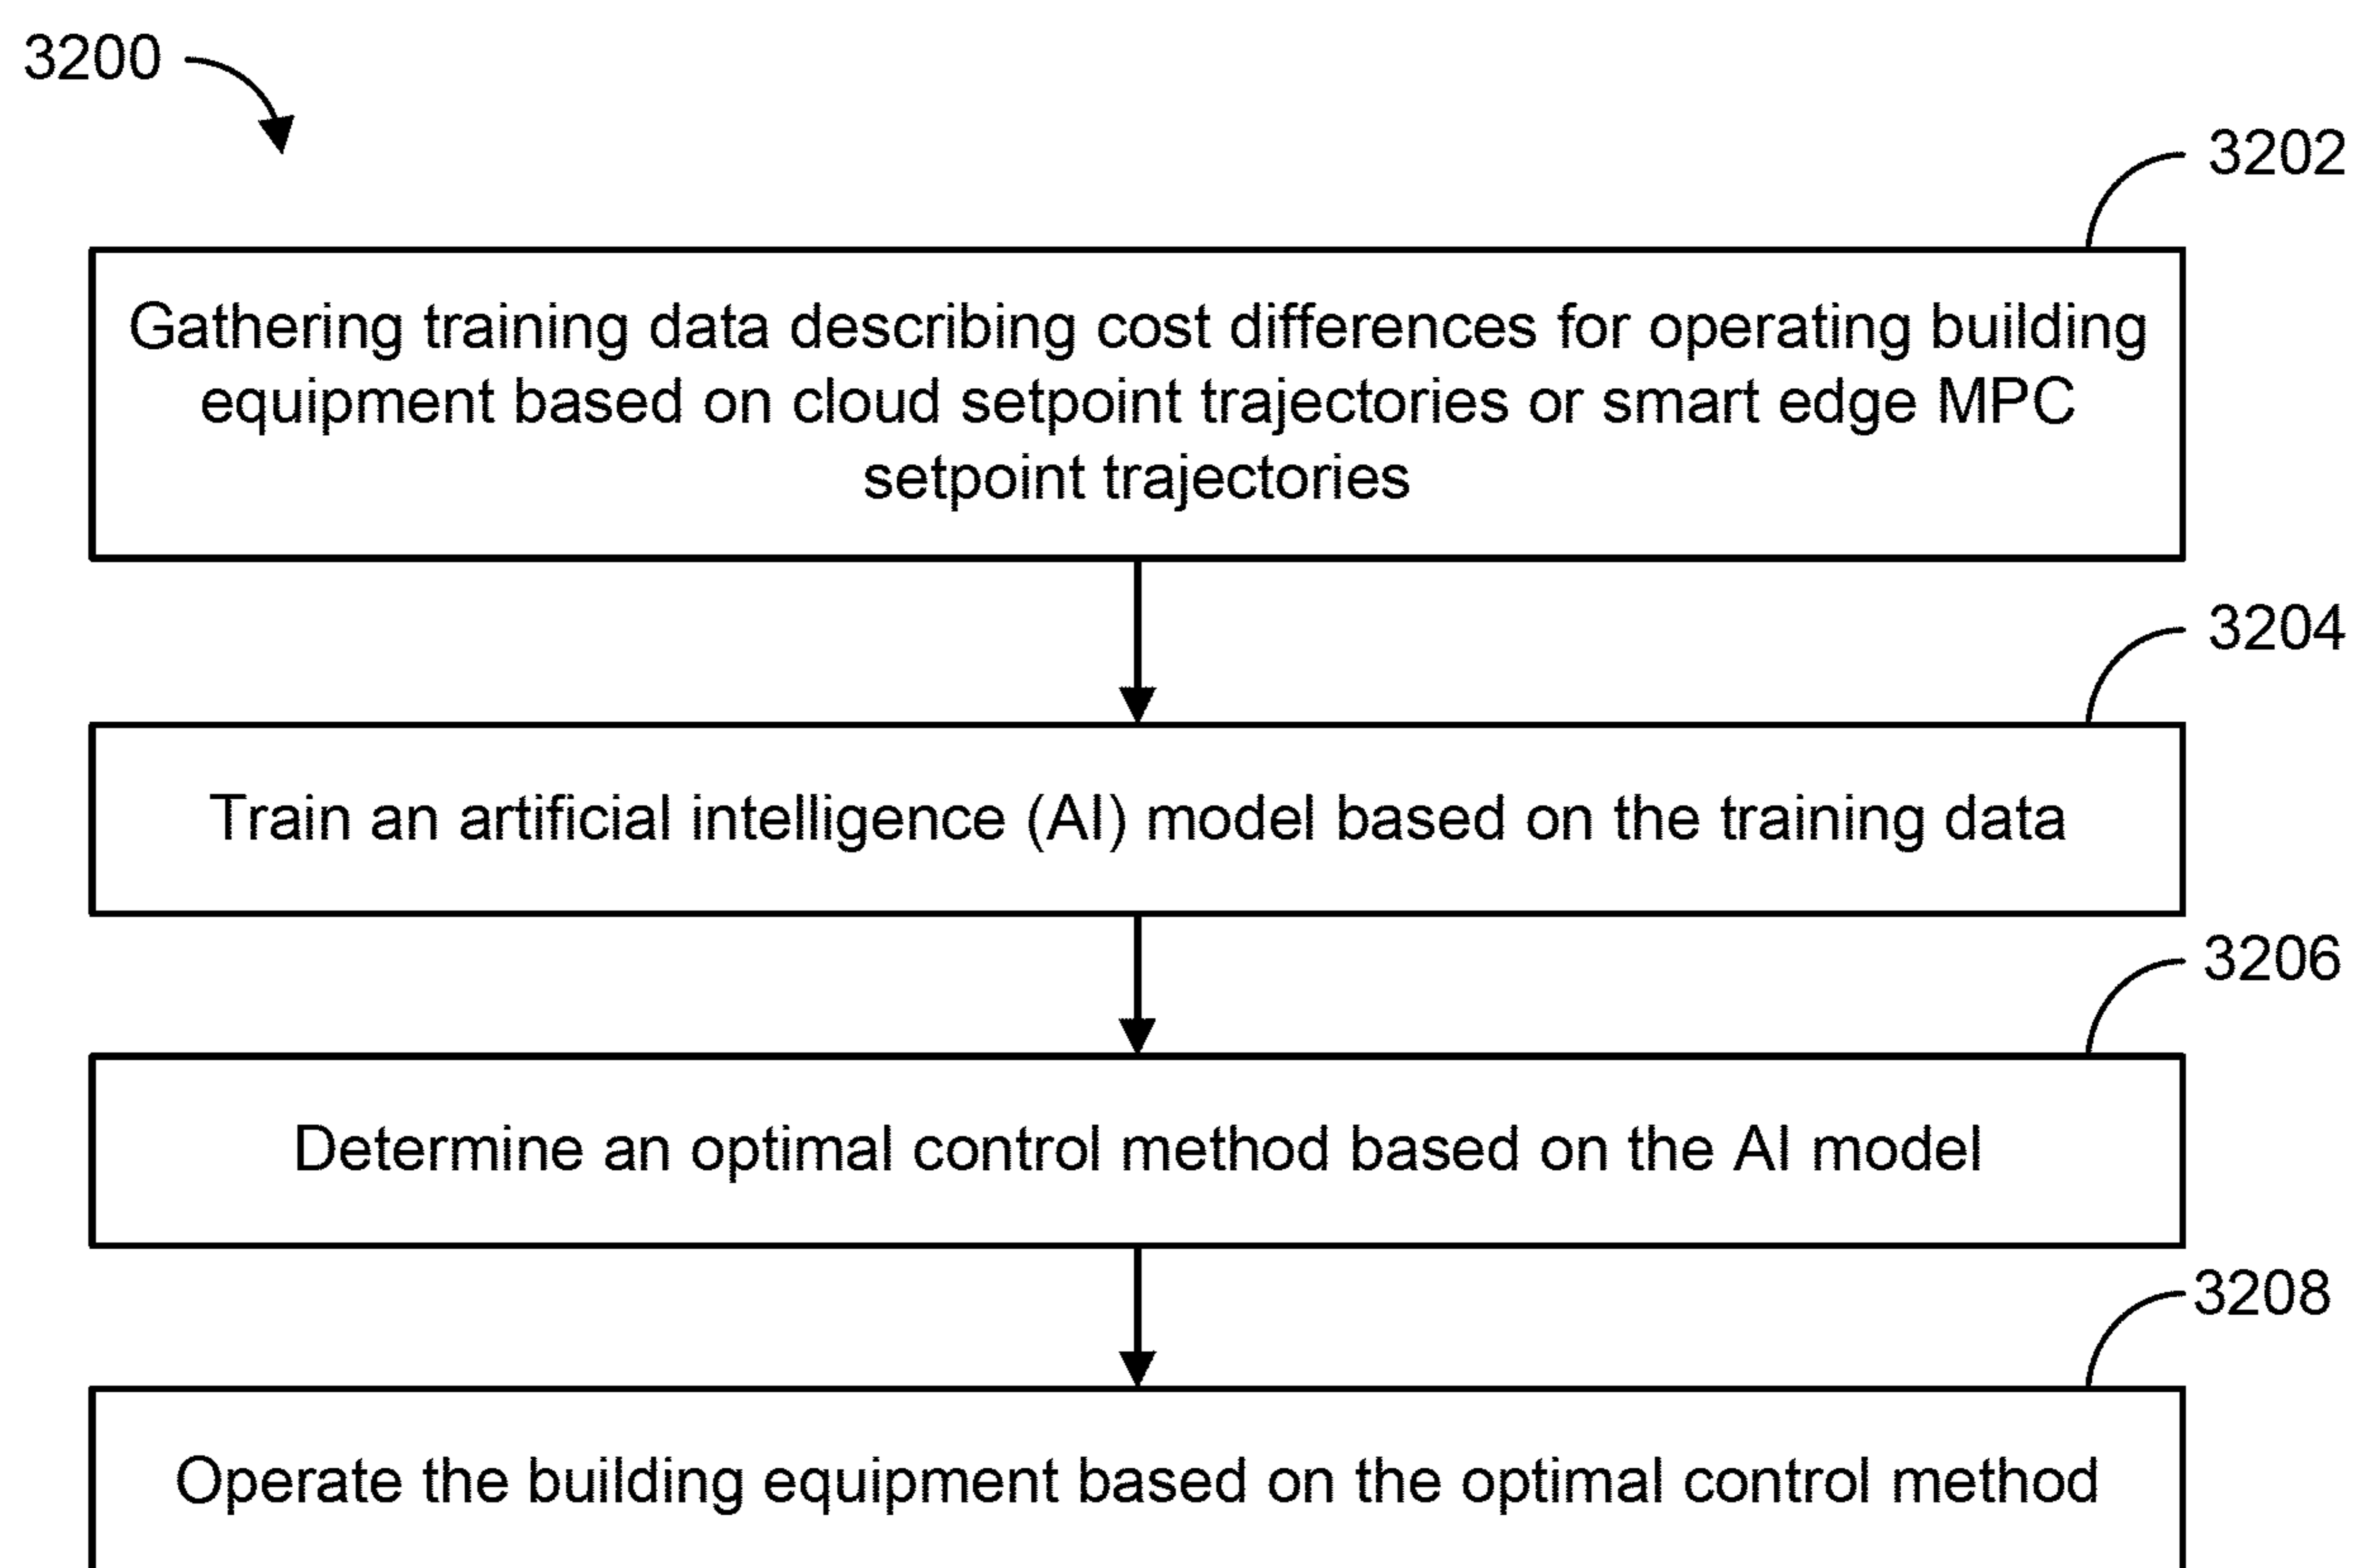 3200
3202
Gathering training data describing cost differences for operating building
equipment based on cloud setpoint trajectories or smart edge MPC
setpoint trajectories
3204
Train an artificial intelligence (AI) model based on the training data
3206
Determine an optimal control method based on the AI model
3208
Operate the building equipment based on the optimal control method